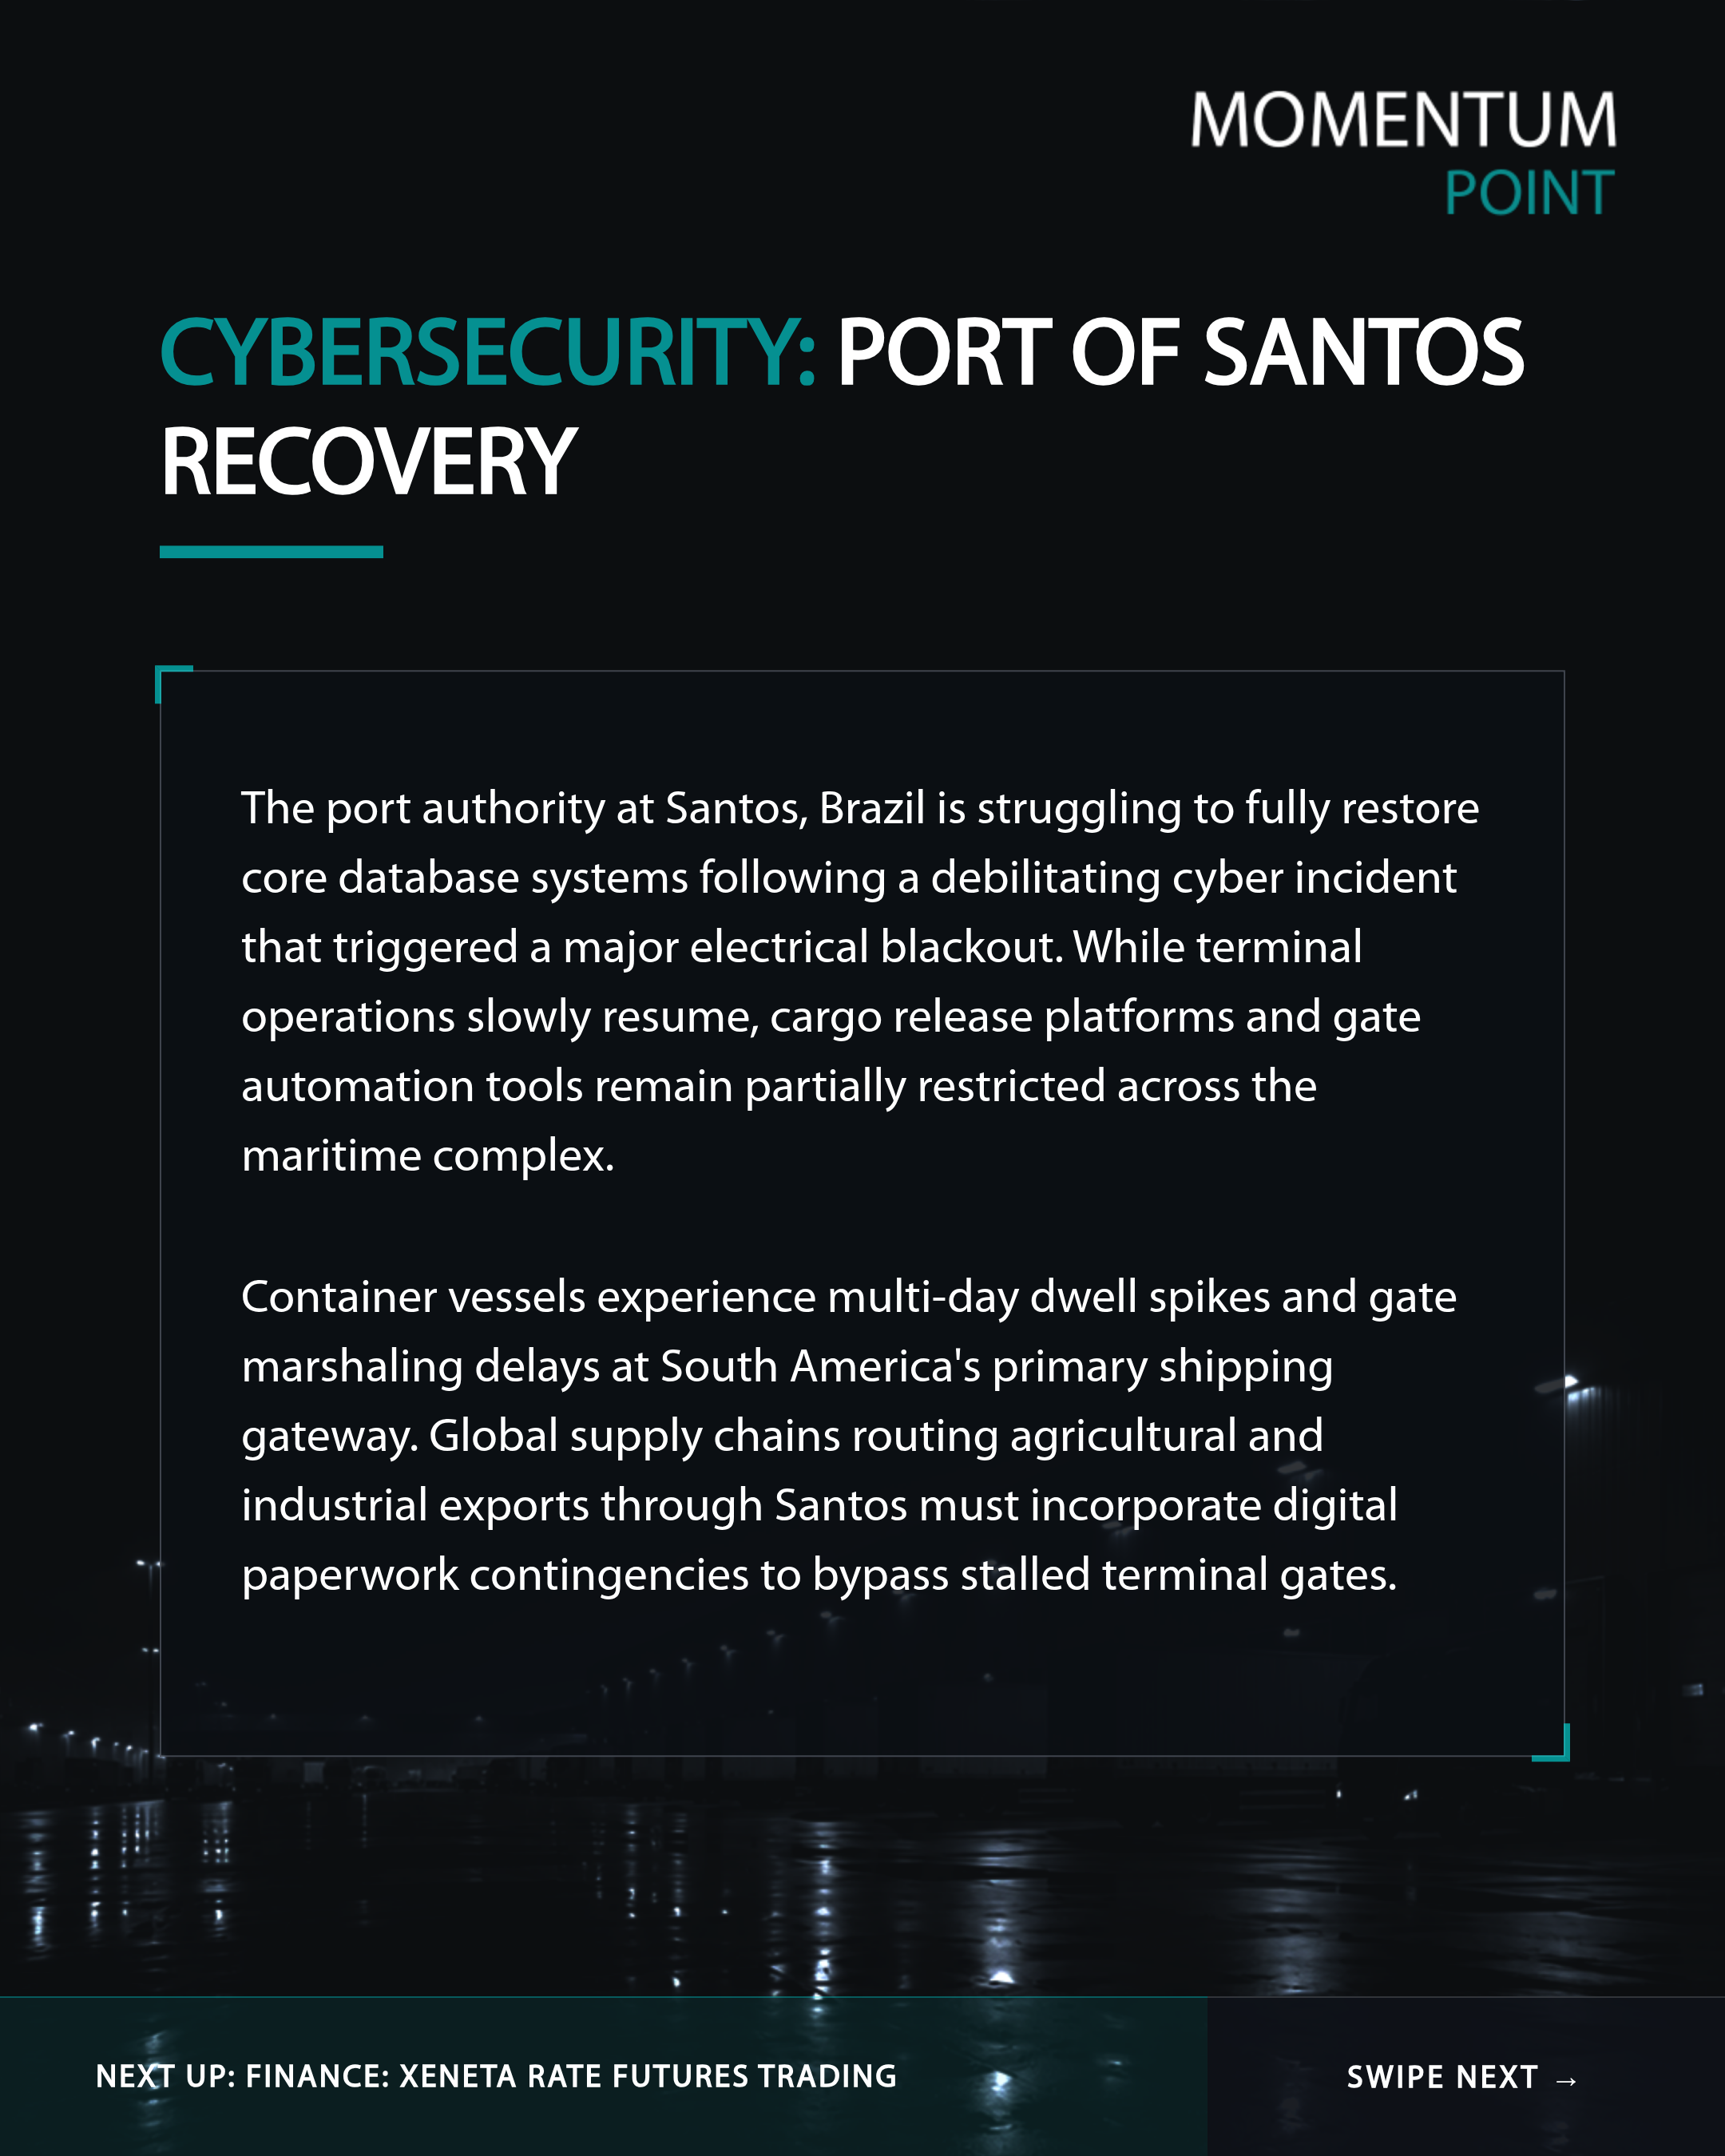 MOMENTUM
POINT
CYBERSECURITY: PORT OF SANTOS
RECOVERY
The port authority at Santos, Brazil is struggling to fully restore
core database systems following a debilitating cyber incident
that triggered a major electrical blackout. While terminal
operations slowly resume, cargo release platforms and gate
automation tools remain partially restricted across the
maritime complex.
Container vessels experience multi-day dwell spikes and gate
marshaling delays at South America's primary shipping
gateway. Global supply chains routing agricultural and
industrial exports through Santos must incorporate digital
paperwork contingencies to bypass stalled terminal gates.
NEXT UP: FINANCE: XENETA RATE FUTURES TRADING
SWIPE NEXT →